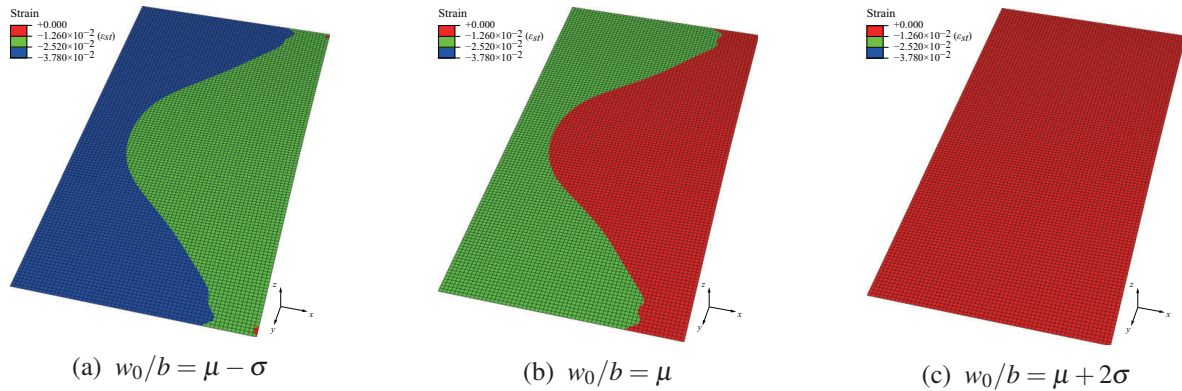 Strain
+0.000
−1.260×10⁻² (εst)
−2.520×10⁻²
−3.780×10⁻²
z
x
y
(a) w₀/b = μ − σ
Strain
+0.000
−1.260×10⁻² (εst)
−2.520×10⁻²
−3.780×10⁻²
z
x
y
(b) w₀/b = μ
Strain
+0.000
−1.260×10⁻² (εst)
−2.520×10⁻²
−3.780×10⁻²
z
x
y
(c) w₀/b = μ + 2σ